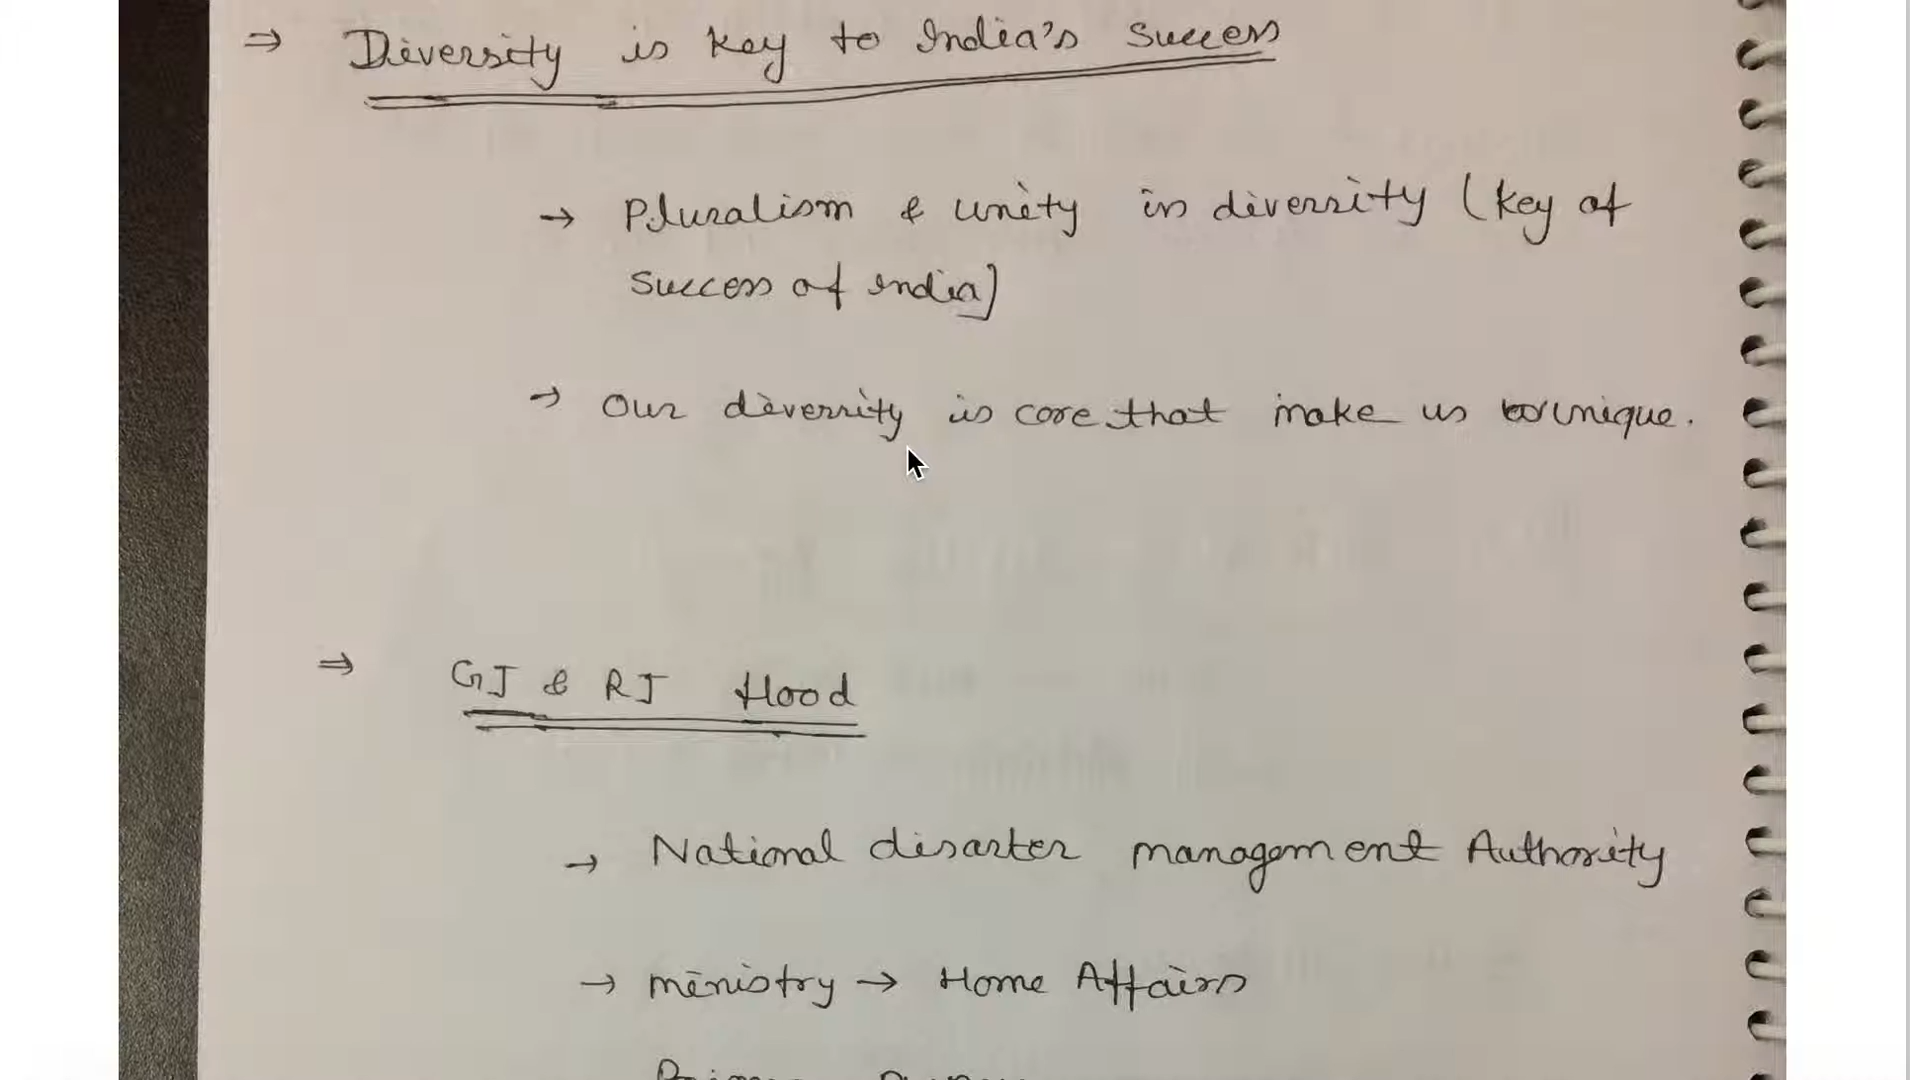 ⇒ Diversity is key to India's success
→ Pluralism & unity in diversity (key of
success of India]
→ Our diversity is core that make us unique.
⇒ GJ & RJ flood
→ National disaster management Authority
→ ministry → Home Affairs